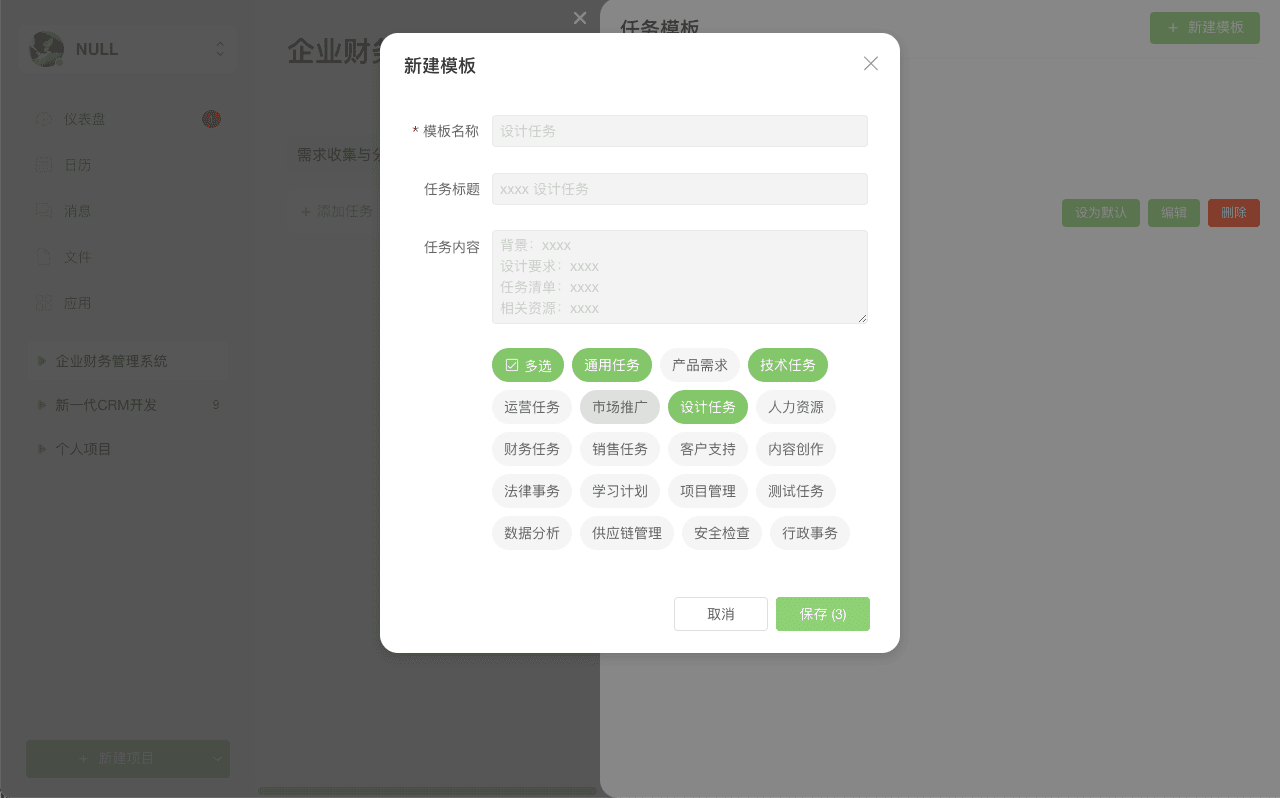 NULL
仪表盘
日历
消息
文件
应用
企业财务管理系统
新一代CRM开发 9
个人项目
+ 新建项目
企业财
需求收集与
+ 添加任务
任务模板
+ 新建模板
设为默认 编辑 删除
新建模板
* 模板名称 设计任务
任务标题 xxxx 设计任务
任务内容 背景：xxxx
设计要求：xxxx
任务清单：xxxx
相关资源：xxxx
多选 通用任务 产品需求 技术任务
运营任务 市场推广 设计任务 人力资源
财务任务 销售任务 客户支持 内容创作
法律事务 学习计划 项目管理 测试任务
数据分析 供应链管理 安全检查 行政事务
取消 保存 (3)